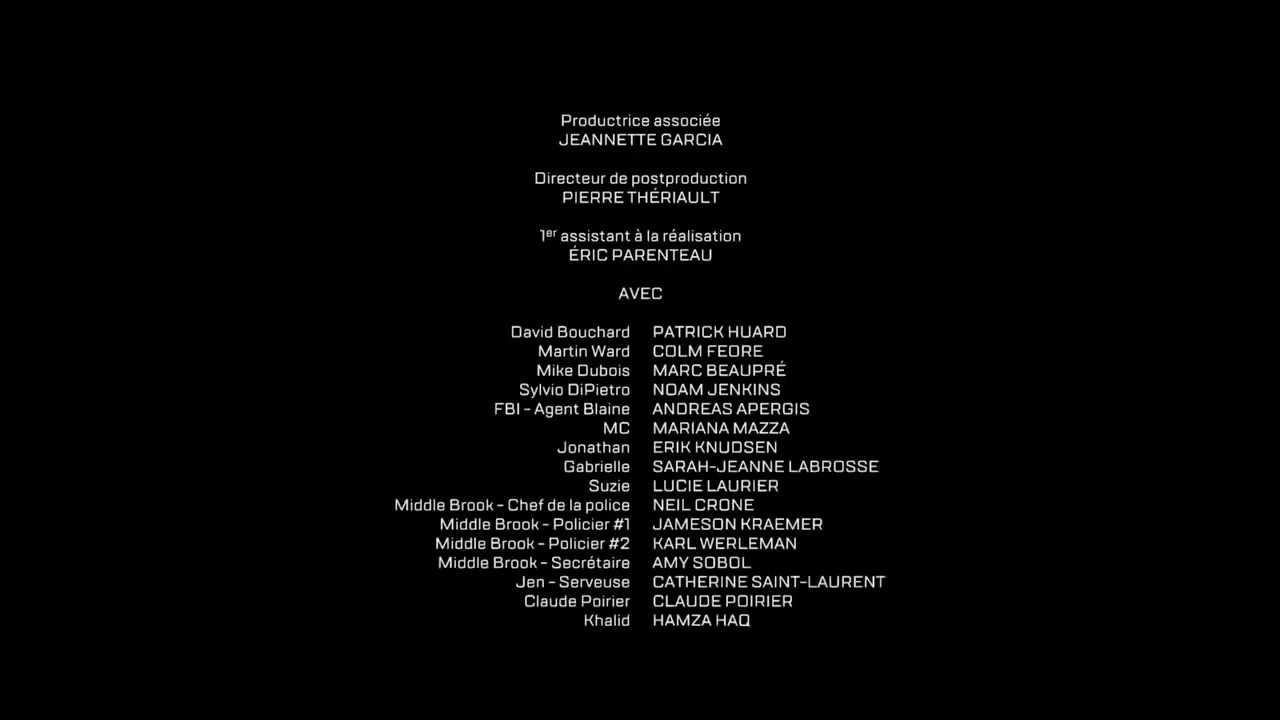 Productrice associée
JEANNETTE GARCIA
Directeur de postproduction
PIERRE THÉRIAULT
1er assistant à la réalisation
ÉRIC PARENTEAU
AVEC
David Bouchard PATRICK HUARD
Martin Ward COLM FEORE
Mike Dubois MARC BEAUPRÉ
Sylvio DiPietro NOAM JENKINS
FBI - Agent Blaine ANDREAS APERGIS
MC MARIANA MAZZA
Jonathan ERIK KNUDSEN
Gabrielle SARAH-JEANNE LABROSSE
Suzie LUCIE LAURIER
Middle Brook - Chef de la police NEIL CRONE
Middle Brook - Policier #1 JAMESON KRAEMER
Middle Brook - Policier #2 KARL WERLEMAN
Middle Brook - Secrétaire AMY SOBOL
Jen - Serveuse CATHERINE SAINT-LAURENT
Claude Poirier CLAUDE POIRIER
Khalid HAMZA HAQ